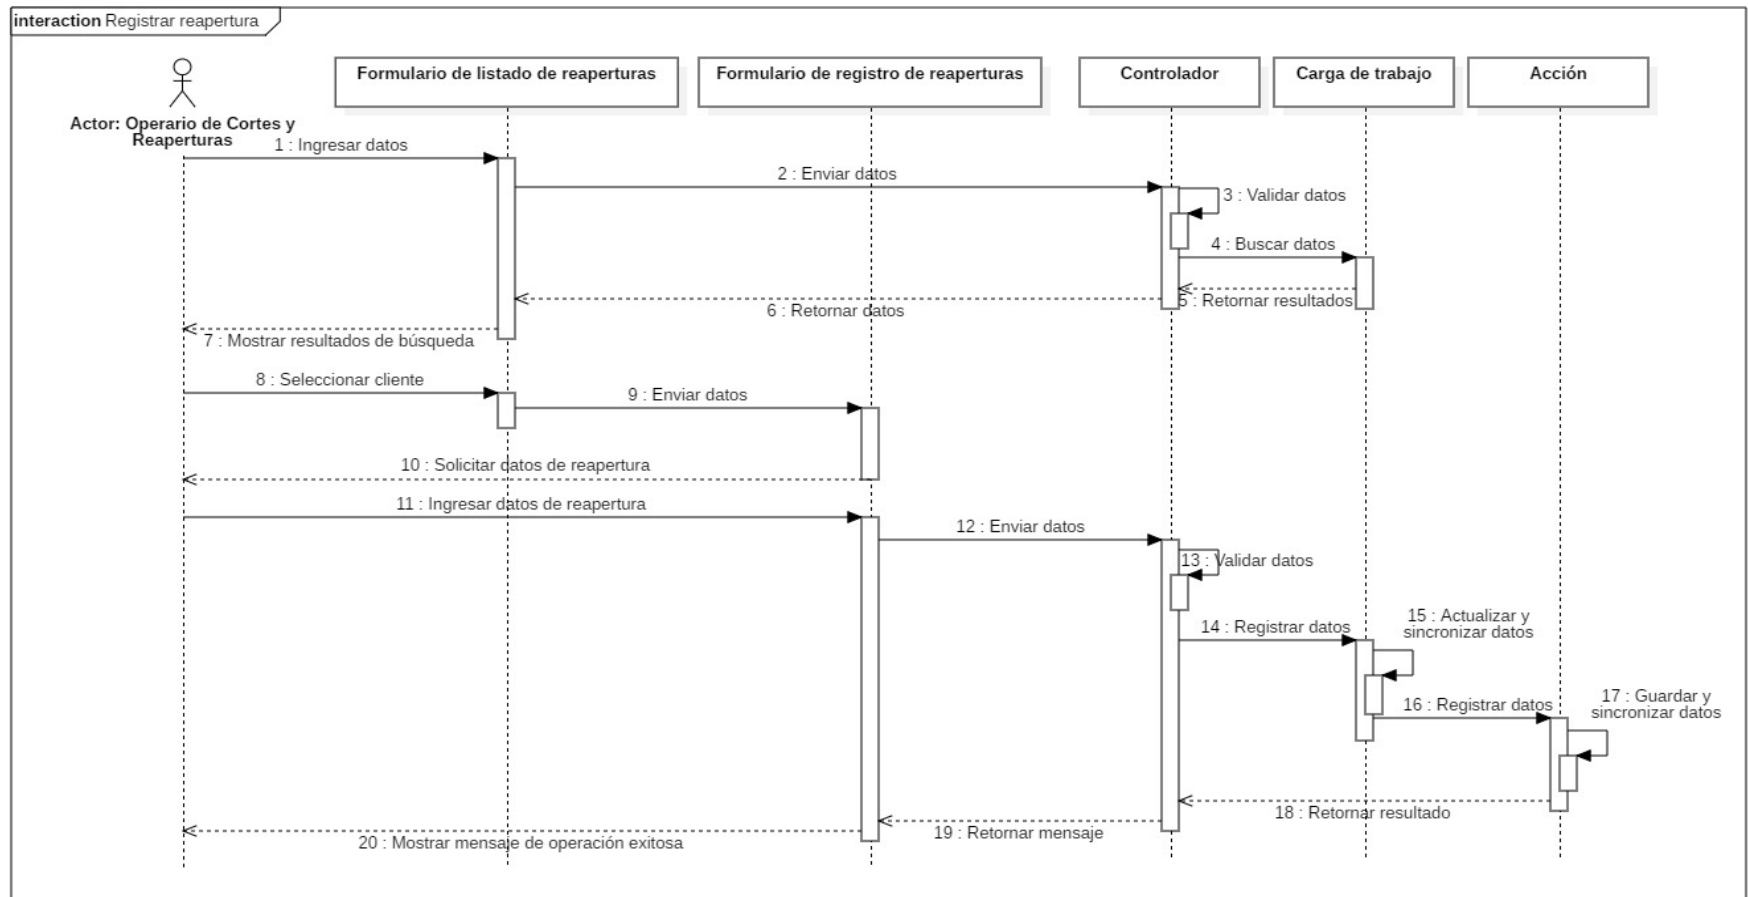 interaction Registrar reapertura
Formulario de listado de reaperturas
Formulario de registro de reaperturas
Controlador
Carga de trabajo
Acción
Actor: Operario de Cortes y
Reaperturas
1 : Ingresar datos
2 : Enviar datos
3 : Validar datos
4 : Buscar datos
5 : Retornar resultados
6 : Retornar datos
7 : Mostrar resultados de búsqueda
8 : Seleccionar cliente
9 : Enviar datos
10 : Solicitar datos de reapertura
11 : Ingresar datos de reapertura
12 : Enviar datos
13 : Validar datos
14 : Registrar datos
15 : Actualizar y
sincronizar datos
16 : Registrar datos
17 : Guardar y
sincronizar datos
18 : Retornar resultado
19 : Retornar mensaje
20 : Mostrar mensaje de operación exitosa